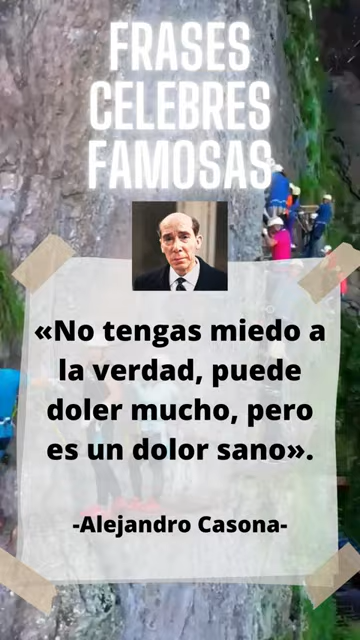 FRASES
CELEBRES
FAMOSAS
«No tengas miedo a
la verdad, puede
doler mucho, pero
es un dolor sano».
-Alejandro Casona-